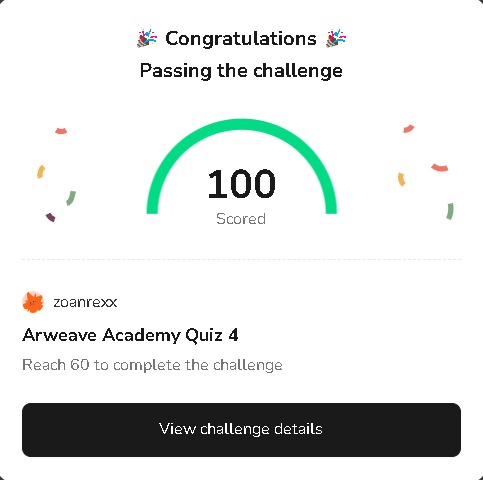 🎉 Congratulations 🎉
Passing the challenge
100
Scored
zoanrexx
Arweave Academy Quiz 4
Reach 60 to complete the challenge
View challenge details